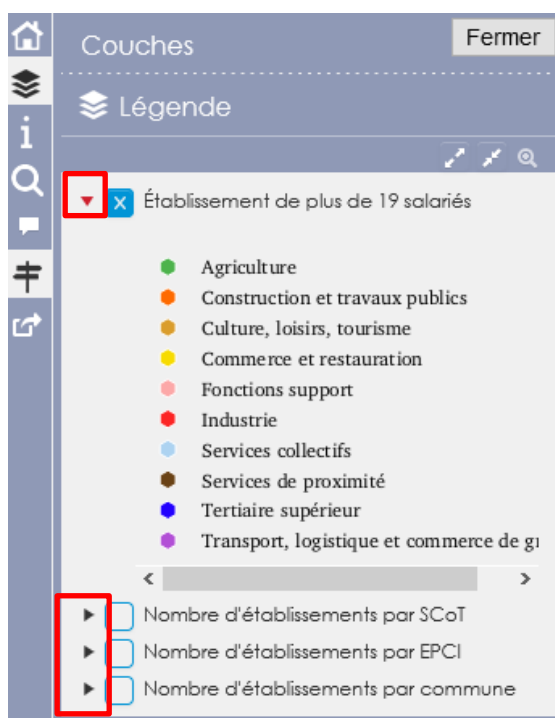 Couches
Fermer
Légende
Établissement de plus de 19 salariés
Agriculture
Construction et travaux publics
Culture, loisirs, tourisme
Commerce et restauration
Fonctions support
Industrie
Services collectifs
Services de proximité
Tertiaire supérieur
Transport, logistique et commerce de
Nombre d'établissements par SCoT
Nombre d'établissements par EPCI
Nombre d'établissements par commune